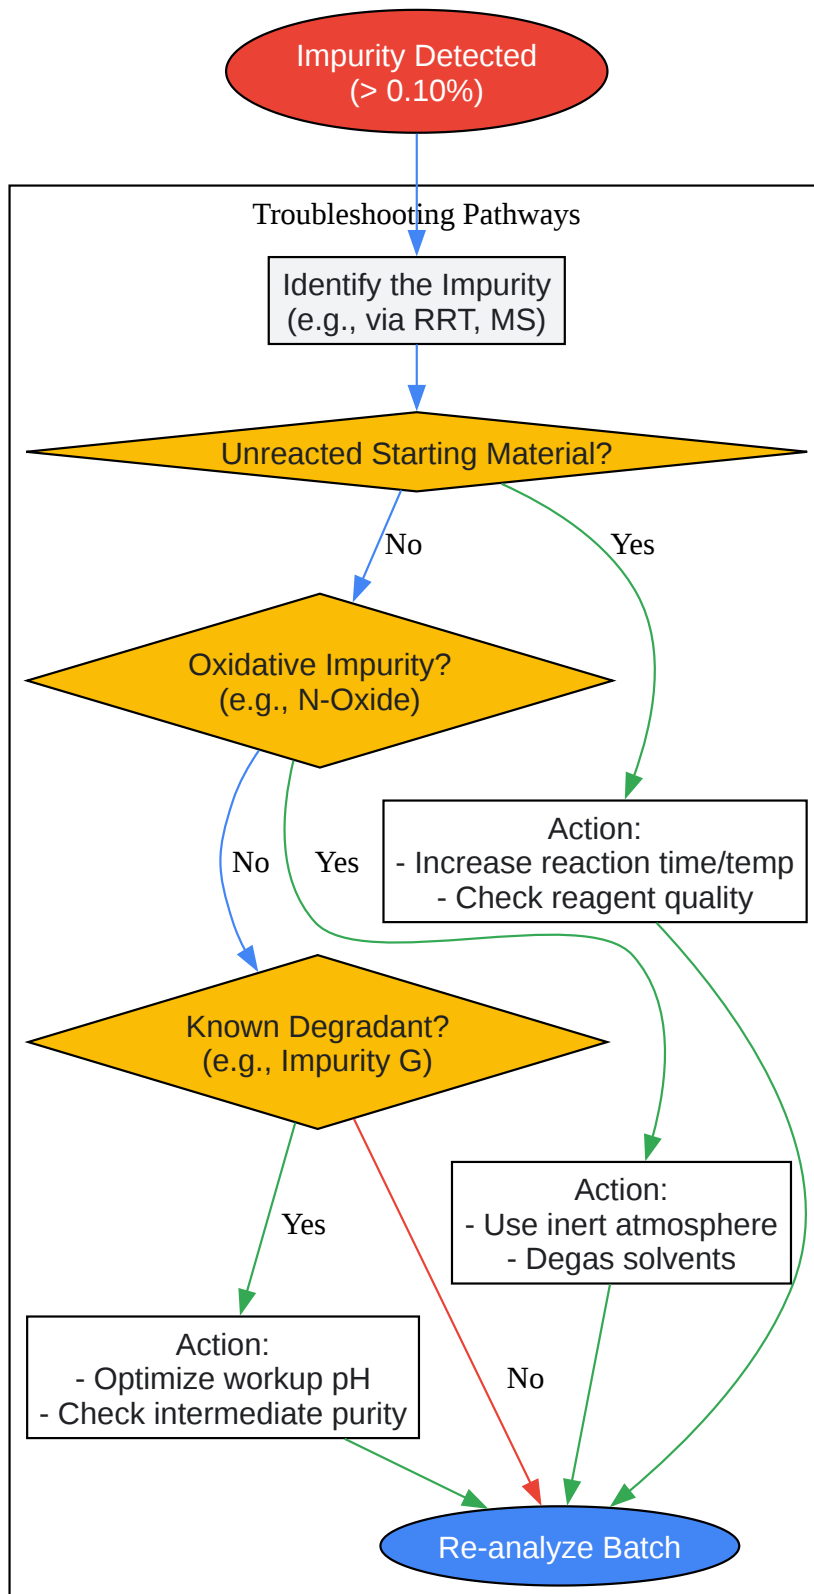 Impurity Detected
(> 0.10%)
Troubleshooting Pathways
Identify the Impurity
(e.g., via RRT, MS)
Unreacted Starting Material?
No
Yes
Oxidative Impurity?
(e.g., N-Oxide)
Action:
- Increase reaction time/temp
- Check reagent quality
No
Yes
Known Degradant?
(e.g., Impurity G)
Action:
- Use inert atmosphere
- Degas solvents
Yes
Action:
- Optimize workup pH
- Check intermediate purity
No
Re-analyze Batch